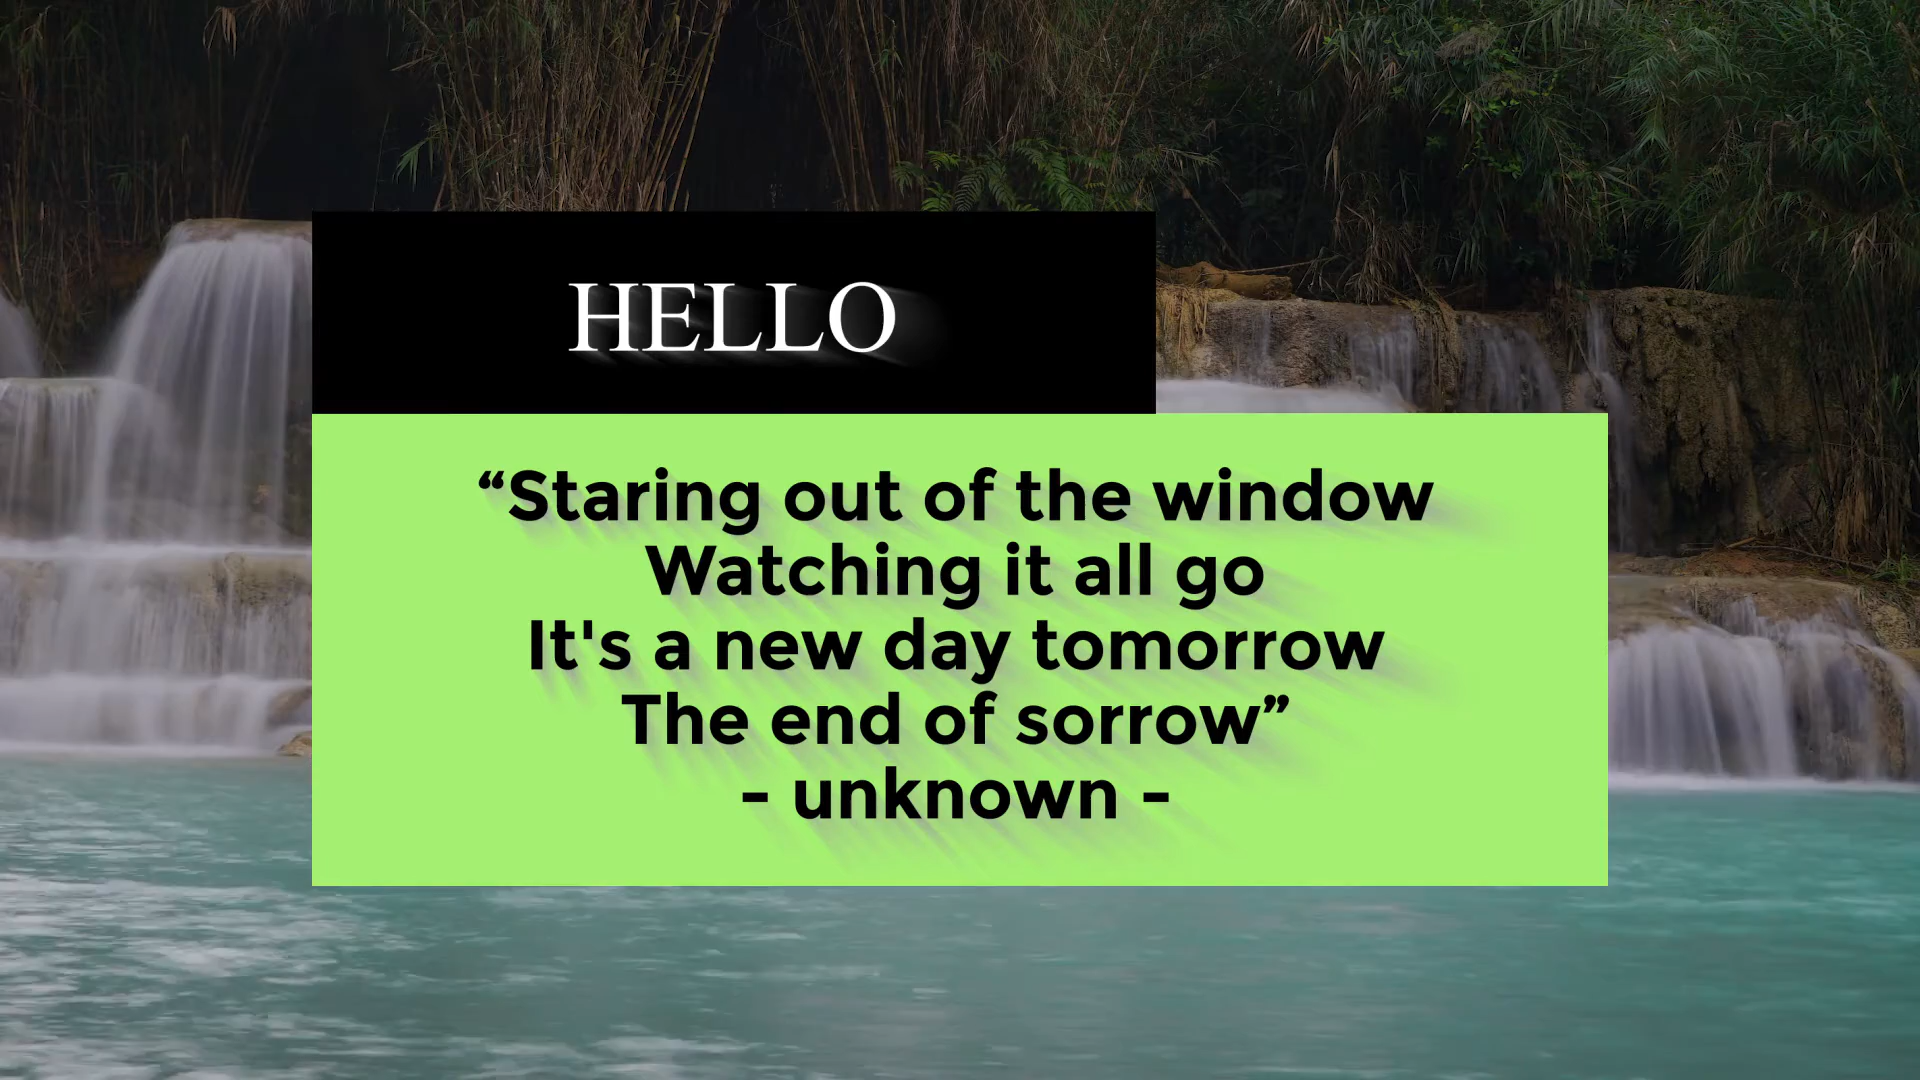 HELLO
“Staring out of the window
Watching it all go
It's a new day tomorrow
The end of sorrow”
- unknown -